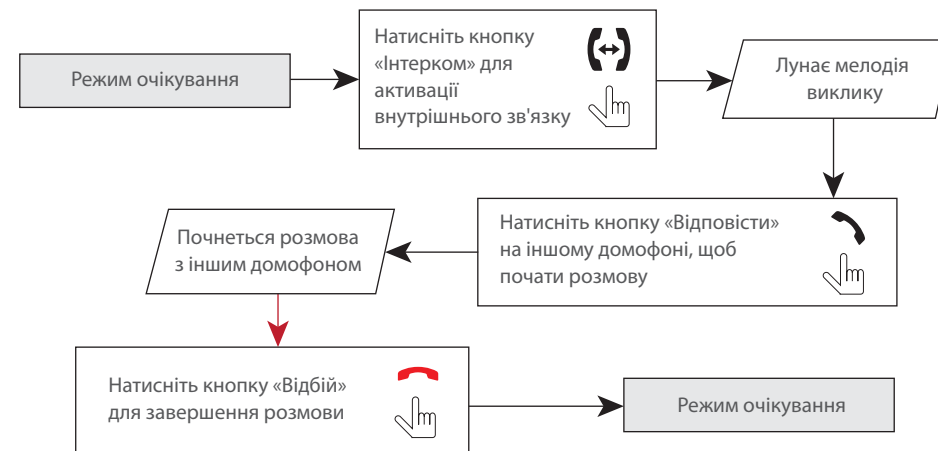 Режим очікування
Натисніть кнопку
«Інтерком» для
активації
внутрішнього зв'язку
Лунає мелодія
виклику
Натисніть кнопку «Відповісти»
на іншому домофоні, щоб
почати розмову
Почнеться розмова
з іншим домофоном
Натисніть кнопку «Відбій»
для завершення розмови
Режим очікування